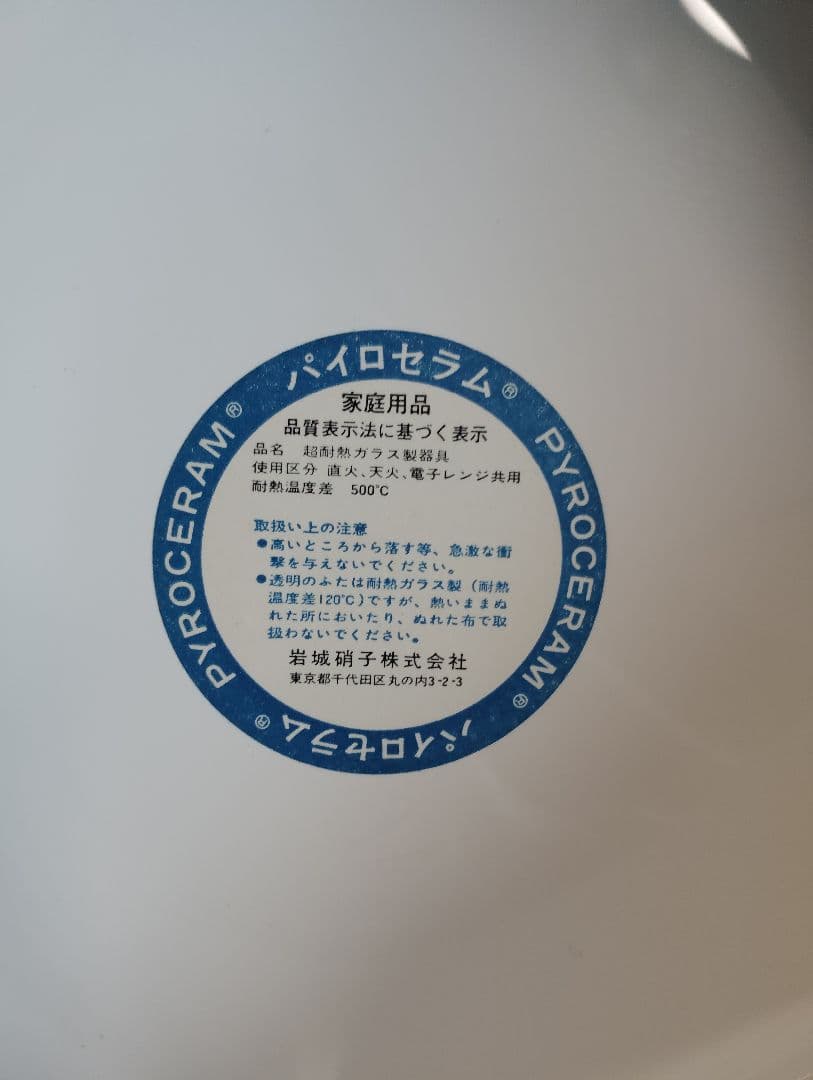 パイロセラム®
PYROCERAM®
PYROCERAM®
パイロセラム®
家庭用品
品質表示法に基づく表示
品名 超耐熱ガラス製器具
使用区分 直火、天火、電子レンジ共用
耐熱温度差 500℃
取扱い上の注意
●高いところから落す等、急激な衝
撃を与えないでください。
●透明のふたは耐熱ガラス製（耐熱
温度差120℃）ですが、熱いままぬ
れた所においたり、ぬれた布で取
扱わないでください。
岩城硝子株式会社
東京都千代田区丸の内3-2-3